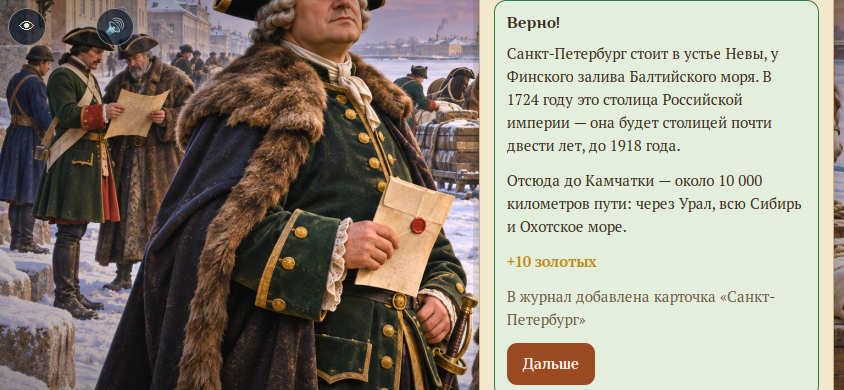 Верно!
Санкт-Петербург стоит в устье Невы, у
Финского залива Балтийского моря. В
1724 году это столица Российской
империи — она будет столицей почти
двести лет, до 1918 года.
Отсюда до Камчатки — около 10 000
километров пути: через Урал, всю Сибирь
и Охотское море.
+10 золотых
В журнал добавлена карточка «Санкт-
Петербург»
Дальше